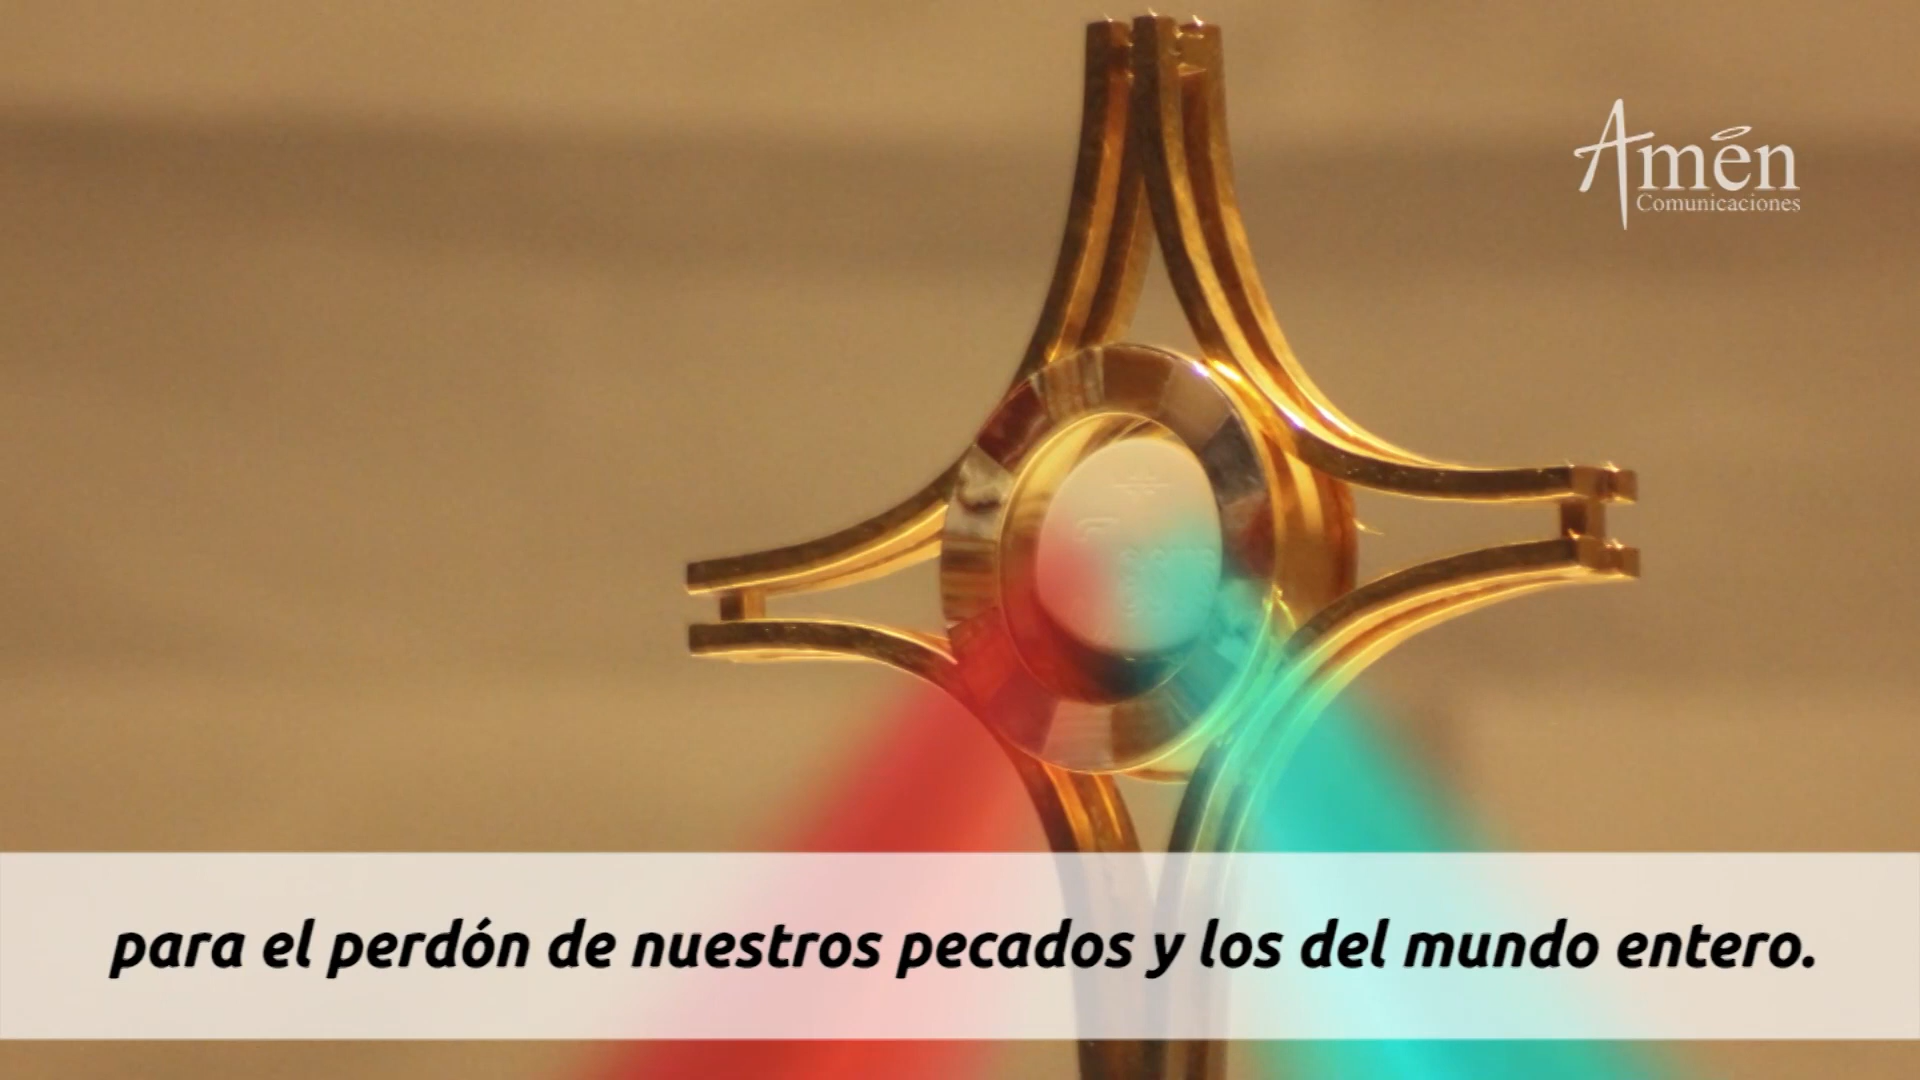 Amén
Comunicaciones
para el perdón de nuestros pecados y los del mundo entero.